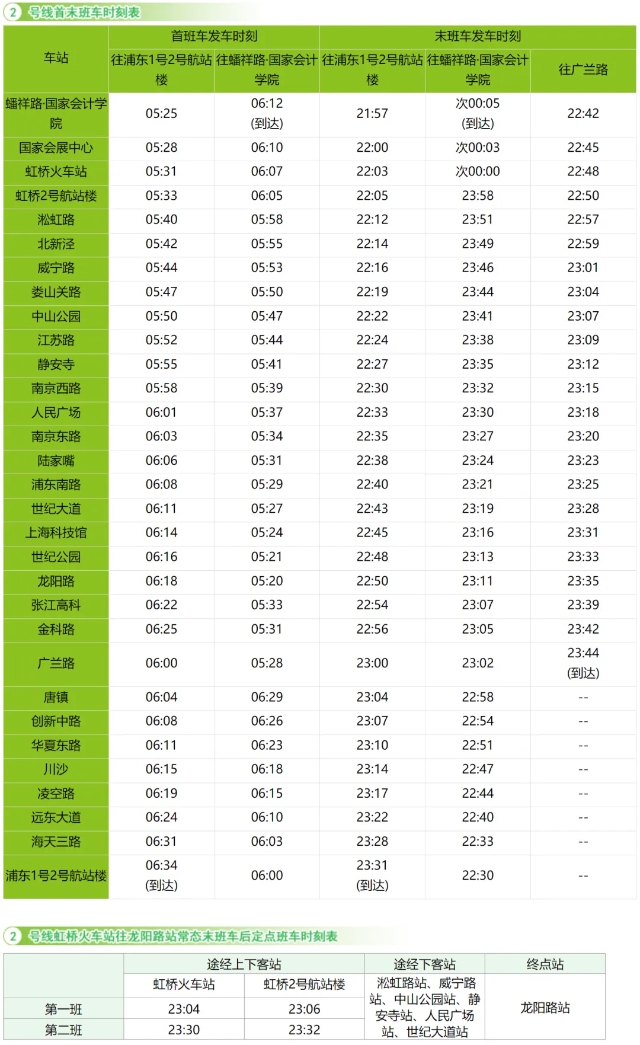 2 号线首末班车时刻表
车站 首班车发车时刻 末班车发车时刻
往浦东1号2号航站楼 往蟠祥路·国家会计学院 往浦东1号2号航站楼 往蟠祥路·国家会计学院 往广兰路
蟠祥路·国家会计学院 05:25 06:12(到达) 21:57 次00:05(到达) 22:42
国家会展中心 05:28 06:10 22:00 次00:03 22:45
虹桥火车站 05:31 06:07 22:03 次00:00 22:48
虹桥2号航站楼 05:33 06:05 22:05 23:58 22:50
淞虹路 05:40 05:58 22:12 23:51 22:57
北新泾 05:42 05:55 22:14 23:49 22:59
威宁路 05:44 05:53 22:16 23:46 23:01
娄山关路 05:47 05:50 22:19 23:44 23:04
中山公园 05:50 05:47 22:22 23:41 23:07
江苏路 05:52 05:44 22:24 23:38 23:09
静安寺 05:55 05:41 22:27 23:35 23:12
南京西路 05:58 05:39 22:30 23:32 23:15
人民广场 06:01 05:37 22:33 23:30 23:18
南京东路 06:03 05:34 22:35 23:27 23:20
陆家嘴 06:06 05:31 22:38 23:24 23:23
浦东南路 06:08 05:29 22:40 23:21 23:25
世纪大道 06:11 05:27 22:43 23:19 23:28
上海科技馆 06:14 05:24 22:45 23:16 23:31
世纪公园 06:16 05:21 22:48 23:13 23:33
龙阳路 06:18 05:20 22:50 23:11 23:35
张江高科 06:22 05:33 22:54 23:07 23:39
金科路 06:25 05:31 22:56 23:05 23:42
广兰路 06:00 05:28 23:00 23:02 23:44(到达)
唐镇 06:04 06:29 23:04 22:58 --
创新中路 06:08 06:26 23:07 22:54 --
华夏东路 06:11 06:23 23:10 22:51 --
川沙 06:15 06:18 23:14 22:47 --
凌空路 06:19 06:15 23:17 22:44 --
远东大道 06:24 06:10 23:22 22:40 --
海天三路 06:31 06:03 23:28 22:33 --
浦东1号2号航站楼 06:34(到达) 06:00 23:31(到达) 22:30 --
2 号线虹桥火车站往龙阳路站常态末班车后定点班车时刻表
途经上下客站 途经下客站 终点站
虹桥火车站 虹桥2号航站楼 淞虹路站、威宁路站、中山公园站、静安寺站、人民广场站、世纪大道站 龙阳路站
第一班 23:04 23:06
第二班 23:30 23:32